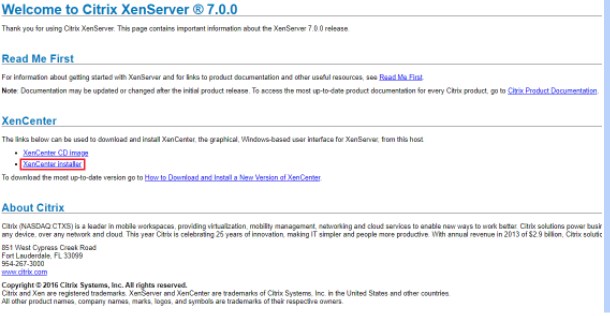 Welcome to Citrix XenServer ® 7.0.0
Thank you for using Citrix XenServer. This page contains important information about the XenServer 7.0.0 release.
Read Me First
For information about getting started with XenServer and for links to product documentation and other useful resources, see Read Me First.
Note: Documentation may be updated or changed after the initial product release. To access the most up-to-date product documentation for every Citrix product, go to Citrix Product Documentation.
XenCenter
The links below can be used to download and install XenCenter, the graphical, Windows-based user interface for XenServer, from this host.
• XenCenter CD image
• XenCenter installer
To download the most up-to-date version go to How to Download and Install a New Version of XenCenter
About Citrix
Citrix (NASDAQ:CTXS) is a leader in mobile workspaces, providing virtualization, mobility management, networking and cloud services to enable new ways to work better. Citrix solutions power busin
any device, over any network and cloud. This year Citrix is celebrating 25 years of innovation, making IT simpler and people more productive. With annual revenue in 2013 of $2.9 billion, Citrix solutic
851 West Cypress Creek Road
Fort Lauderdale, FL 33099
954-267-3000
www.citrix.com
Copyright © 2016 Citrix Systems, Inc. All rights reserved.
Citrix and Xen are registered trademarks. XenServer and XenCenter are trademarks of Citrix Systems, Inc. in the United States and other countries.
All other product names, company names, marks, logos, and symbols are trademarks of their respective owners.